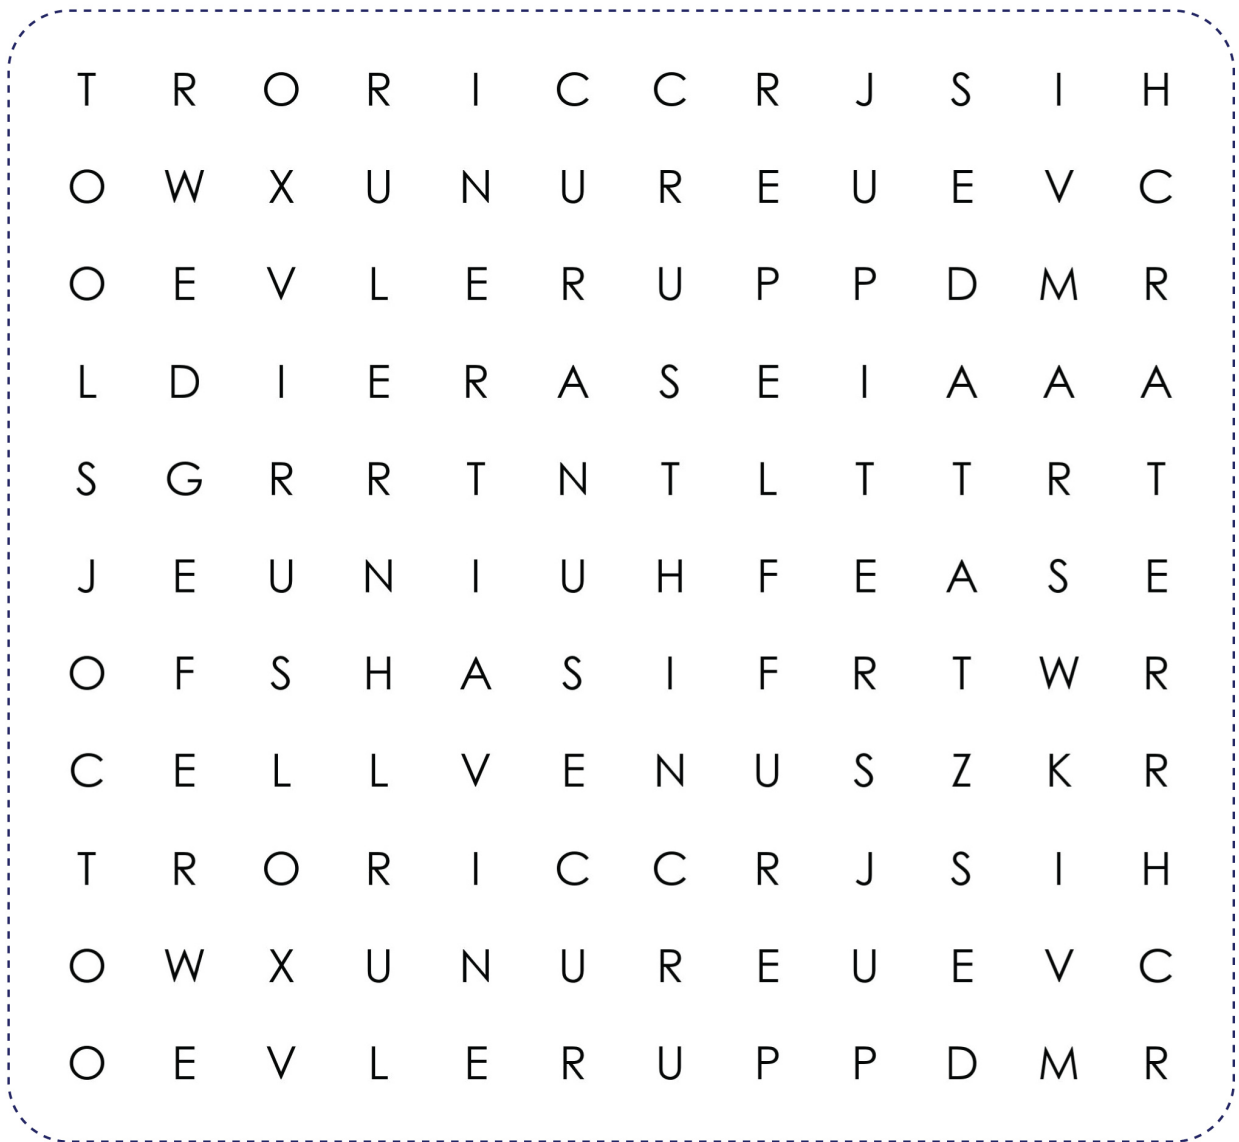 T R O R I C C R J S I H
O W X U N U R E U E V C
O E V L E R U P P D M R
L D I E R A S E I A A A
S G R R T N T L T T R T
J E U N I U H F E A S E
O F S H A S I F R T W R
C E L L V E N U S Z K R
T R O R I C C R J S I H
O W X U N U R E U E V C
O E V L E R U P P D M R